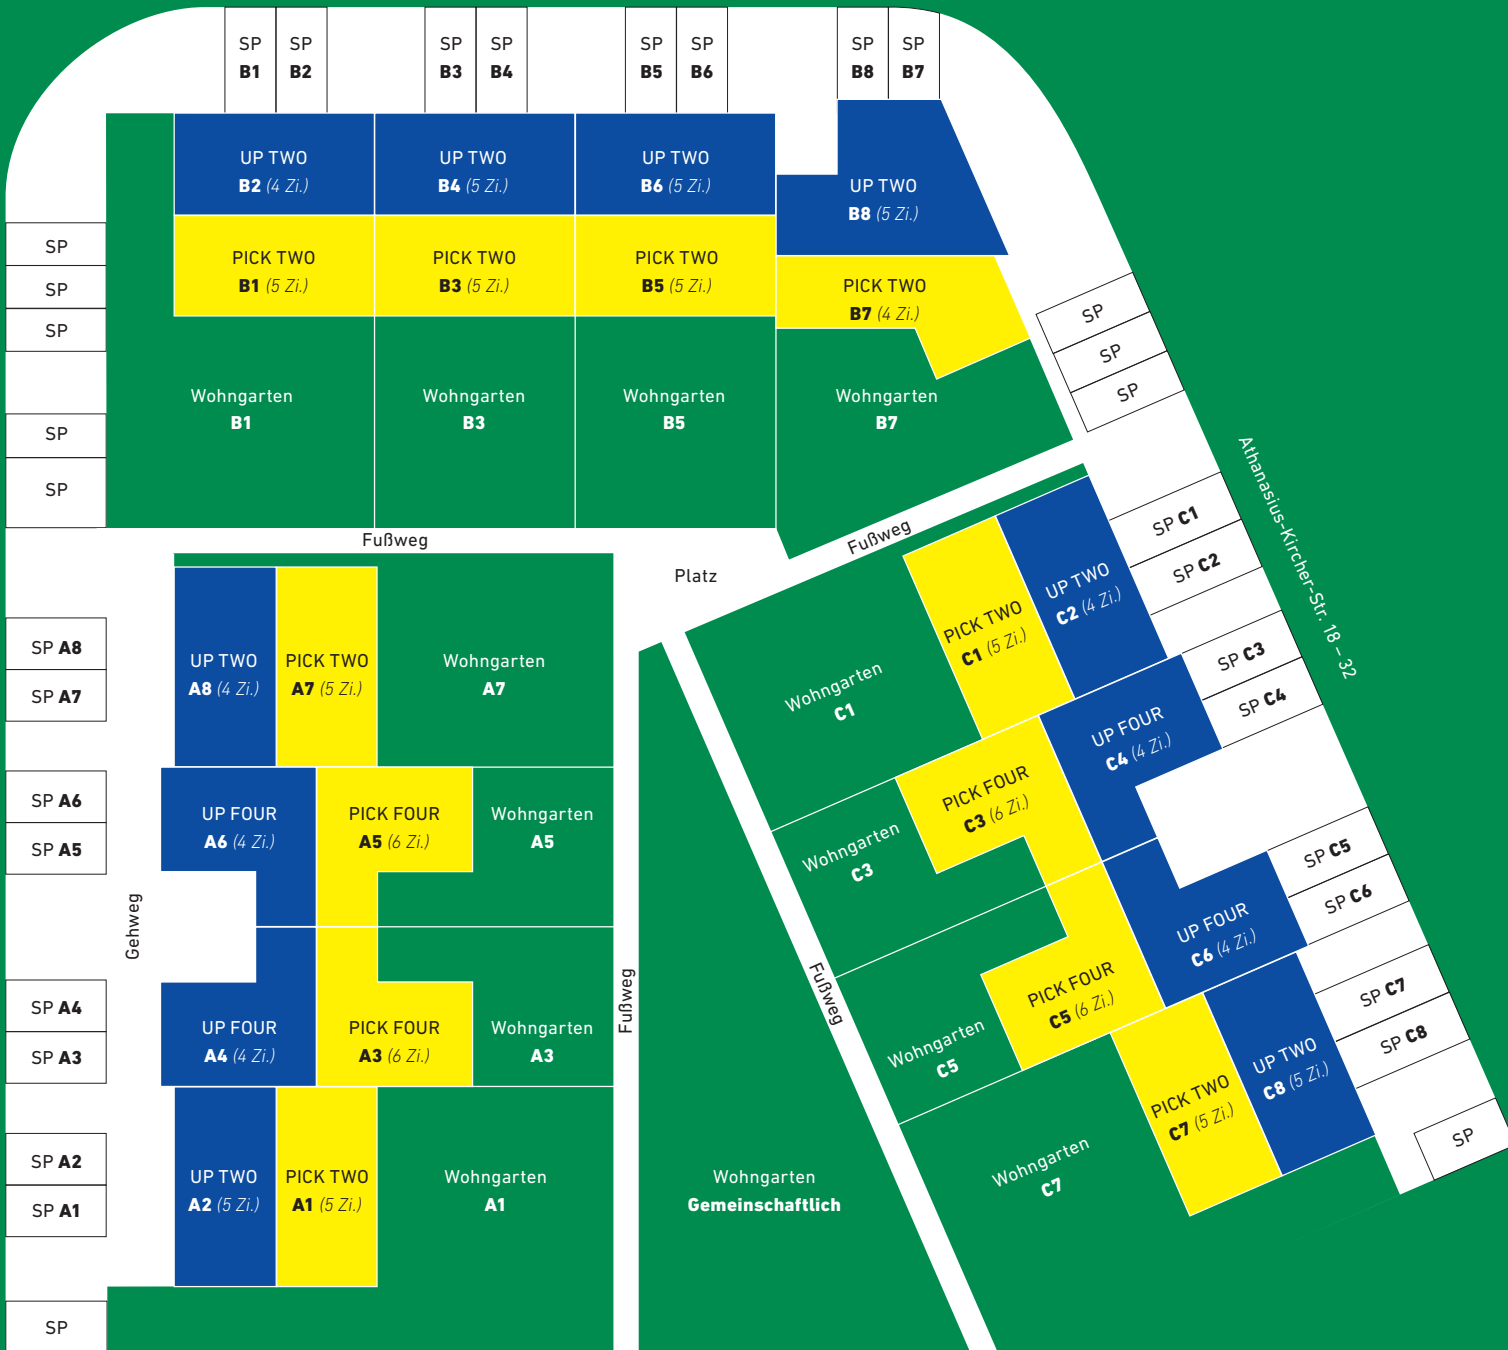 SP
B1
SP
B2
SP
B3
SP
B4
SP
B5
SP
B6
SP
B8
SP
B7
UP TWO
B2 (4 Zi.)
UP TWO
B4 (5 Zi.)
UP TWO
B6 (5 Zi.)
UP TWO
B8 (5 Zi.)
PICK TWO
B1 (5 Zi.)
PICK TWO
B3 (5 Zi.)
PICK TWO
B5 (5 Zi.)
PICK TWO
B7 (4 Zi.)
Wohngarten
B1
Wohngarten
B3
Wohngarten
B5
Wohngarten
B7
SP
SP
SP
SP
SP
SP
SP
SP
Athanasius-Kircher-Str. 18 – 32
Fußweg
Platz
Fußweg
SP A8
SP A7
SP A6
SP A5
SP A4
SP A3
SP A2
SP A1
SP
Gehweg
UP TWO
A8 (4 Zi.)
PICK TWO
A7 (5 Zi.)
Wohngarten
A7
UP FOUR
A6 (4 Zi.)
PICK FOUR
A5 (6 Zi.)
Wohngarten
A5
UP FOUR
A4 (4 Zi.)
PICK FOUR
A3 (6 Zi.)
Wohngarten
A3
UP TWO
A2 (5 Zi.)
PICK TWO
A1 (5 Zi.)
Wohngarten
A1
Fußweg
Wohngarten
Gemeinschaftlich
Fußweg
Wohngarten
C1
PICK TWO
C1 (5 Zi.)
UP TWO
C2 (4 Zi.)
SP C1
SP C2
Wohngarten
C3
PICK FOUR
C3 (6 Zi.)
UP FOUR
C4 (4 Zi.)
SP C3
SP C4
Wohngarten
C5
PICK FOUR
C5 (6 Zi.)
UP FOUR
C6 (4 Zi.)
SP C5
SP C6
Wohngarten
C7
PICK TWO
C7 (5 Zi.)
UP TWO
C8 (5 Zi.)
SP C7
SP C8
SP